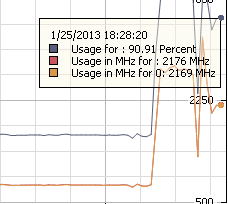 1/25/2013 18:28:20
Usage for : 90.91 Percent
Usage in MHz for : 2176 MHz
Usage in MHz for 0: 2169 MHz
2250
500